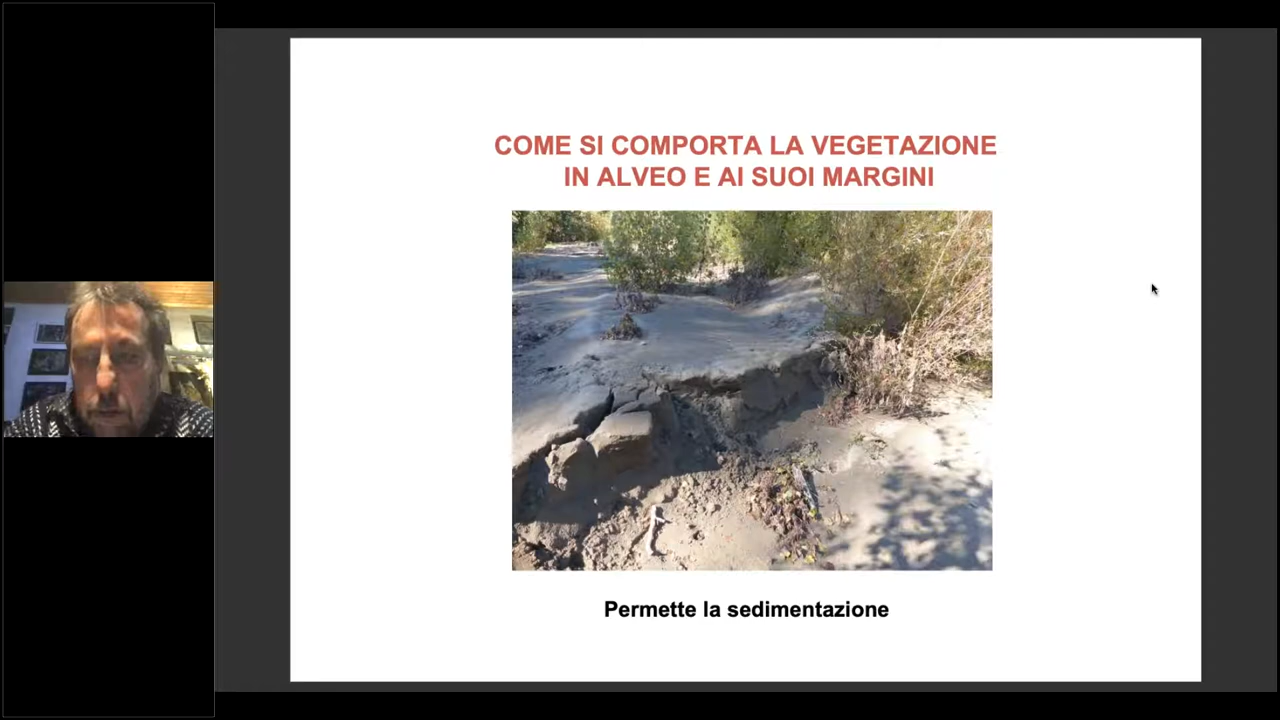 COME SI COMPORTA LA VEGETAZIONE
IN ALVEO E AI SUOI MARGINI
Permette la sedimentazione